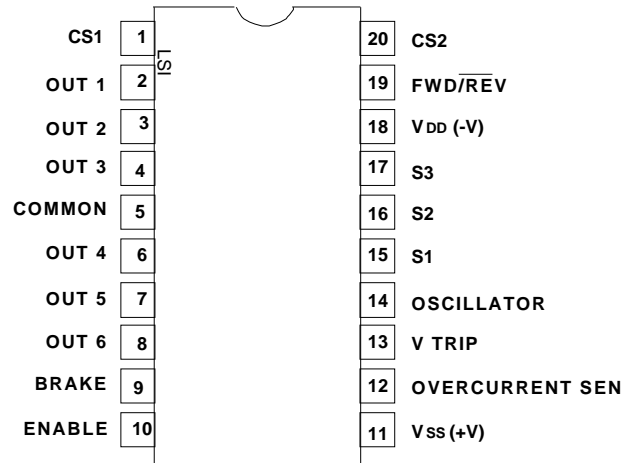 CS1 1 20 CS2
LSI
OUT 1 2 19 FWD/REV
OUT 2 3 18 VDD (-V)
OUT 3 4 17 S3
COMMON 5 16 S2
OUT 4 6 15 S1
OUT 5 7 14 OSCILLATOR
OUT 6 8 13 V TRIP
BRAKE 9 12 OVERCURRENT SEN
ENABLE 10 11 VSS (+V)